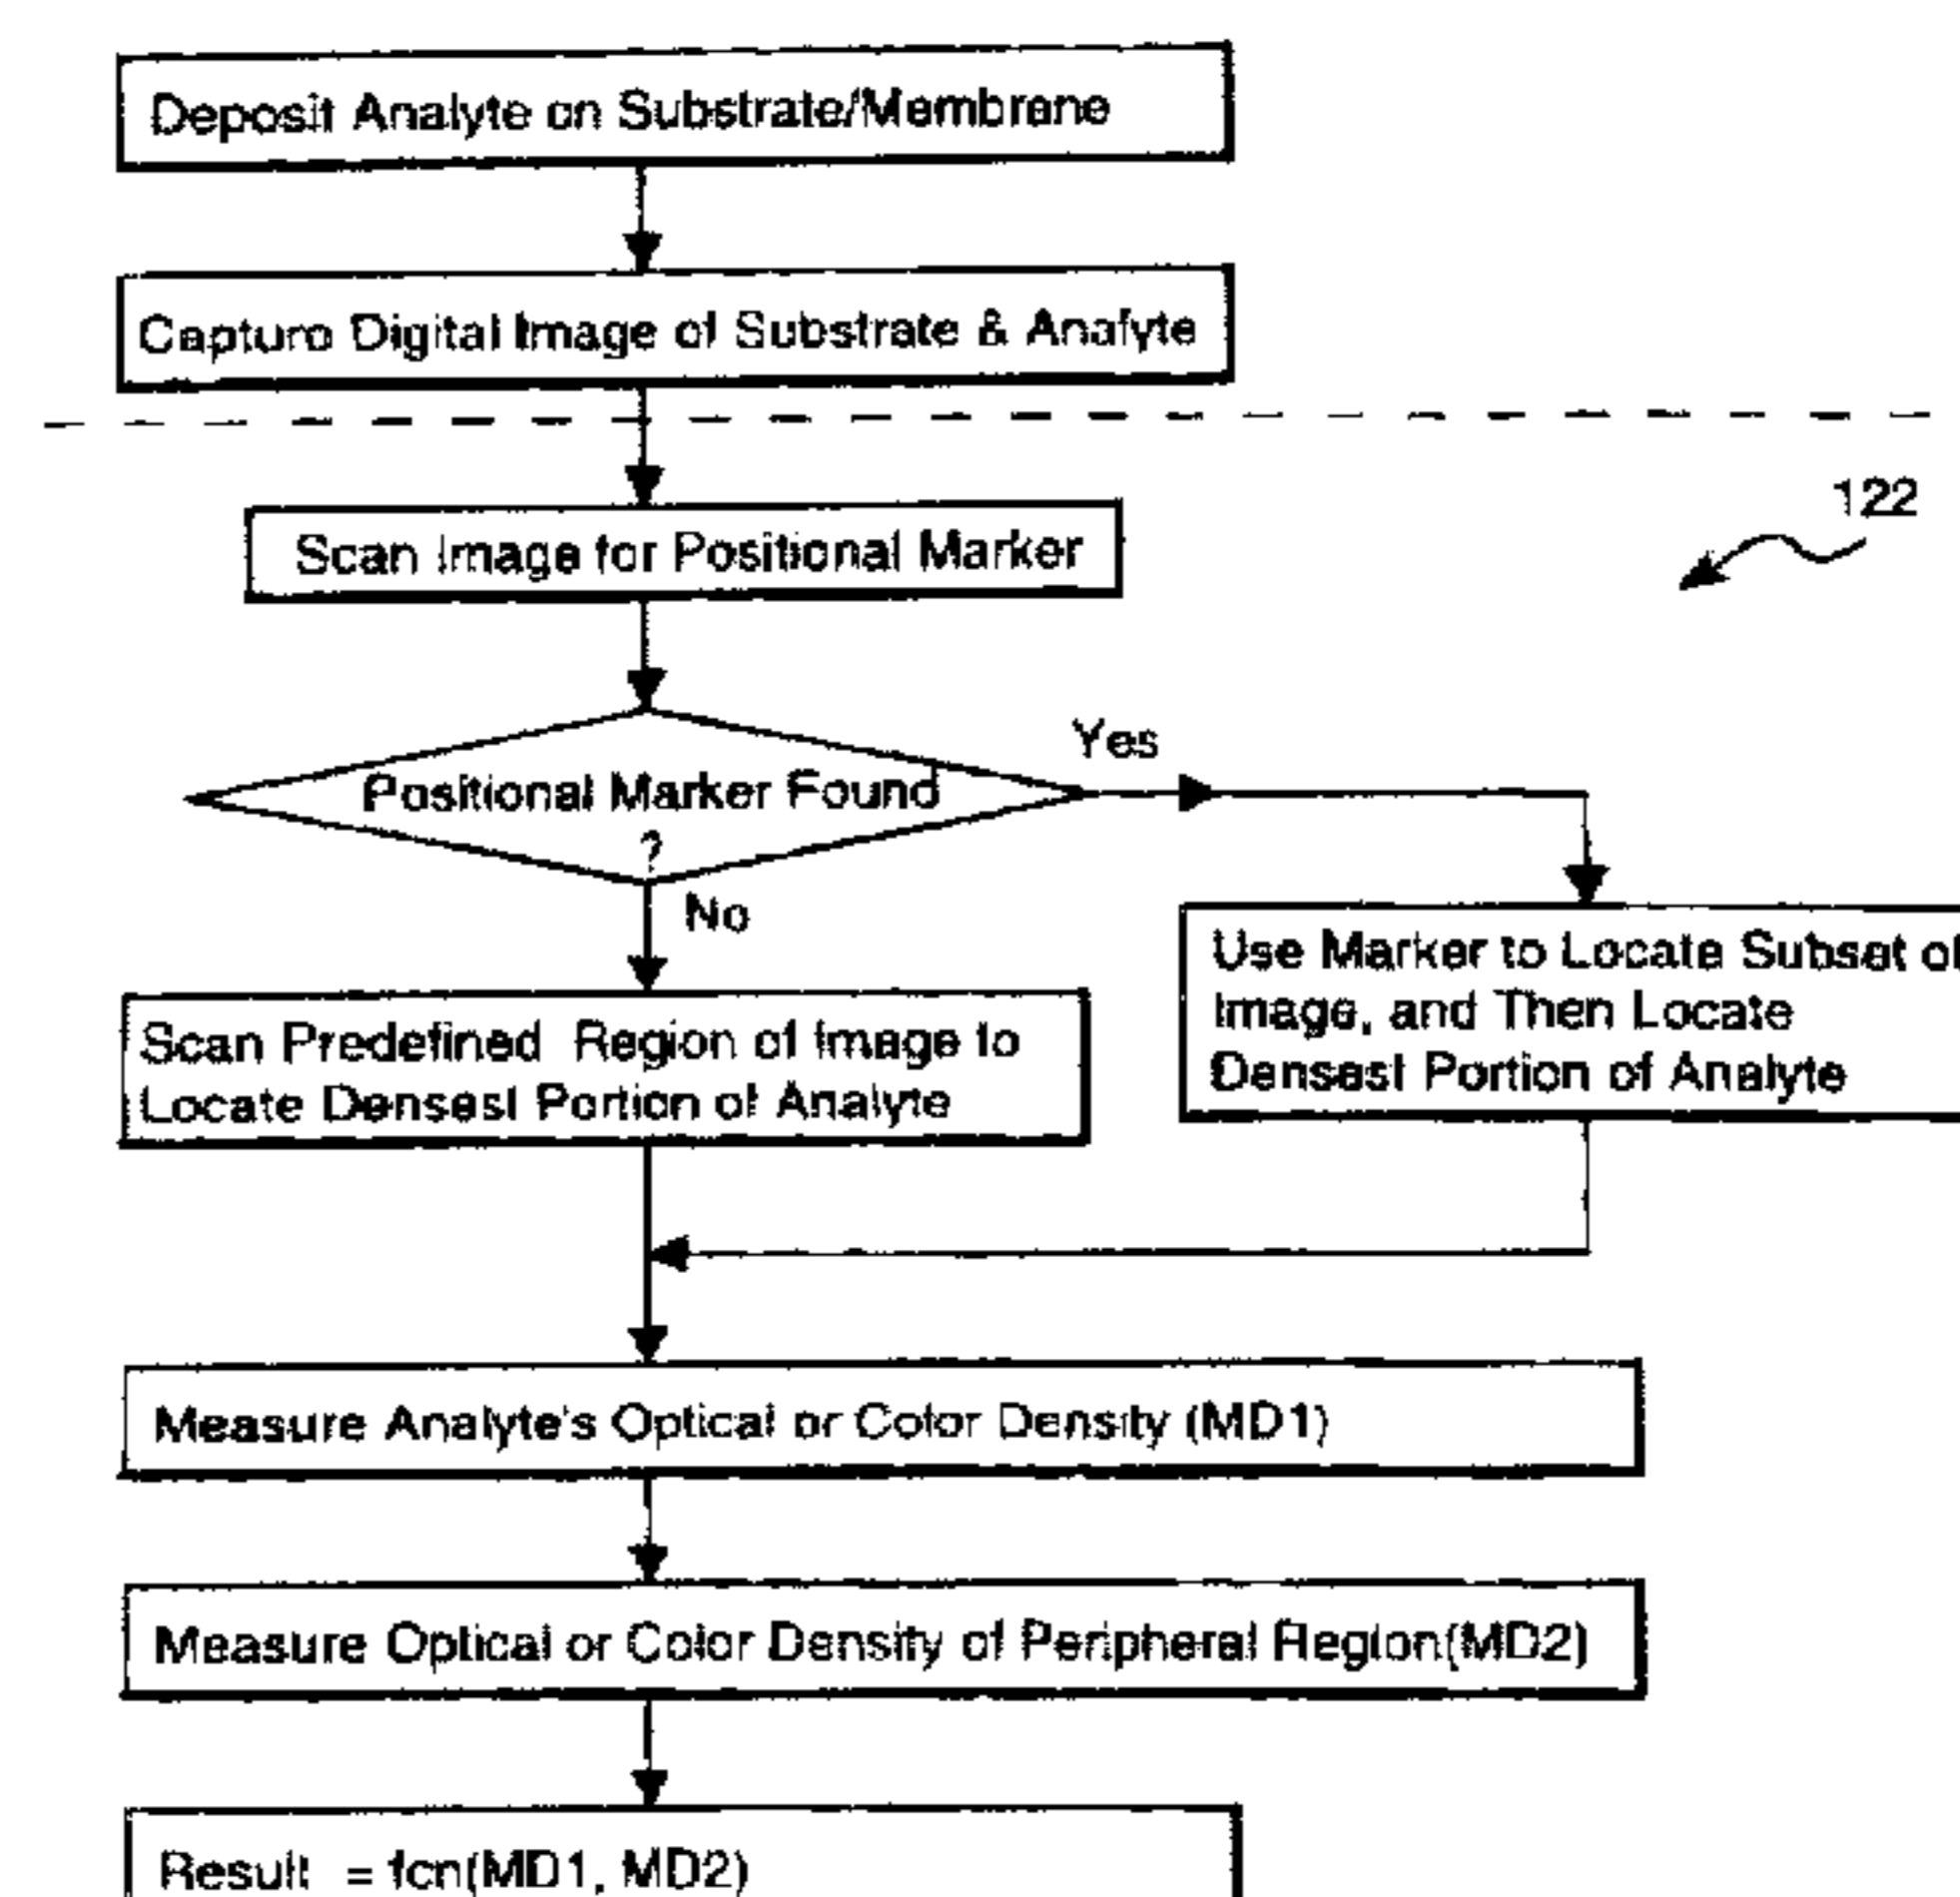 Deposit Analyte on Substrate/Membrane
Capture Digital Image of Substrate & Analyte
122
Scan Image for Positional Marker
Yes
Positional Marker Found
?
No
Use Marker to Locate Subset of
Image, and Then Locate
Densest Portion of Analyte
Scan Predefined Region of Image to
Locate Densest Portion of Analyte
Measure Analyte's Optical or Color Density (MD1)
Measure Optical or Color Density of Peripheral Region(MD2)
Result = fcn(MD1, MD2)